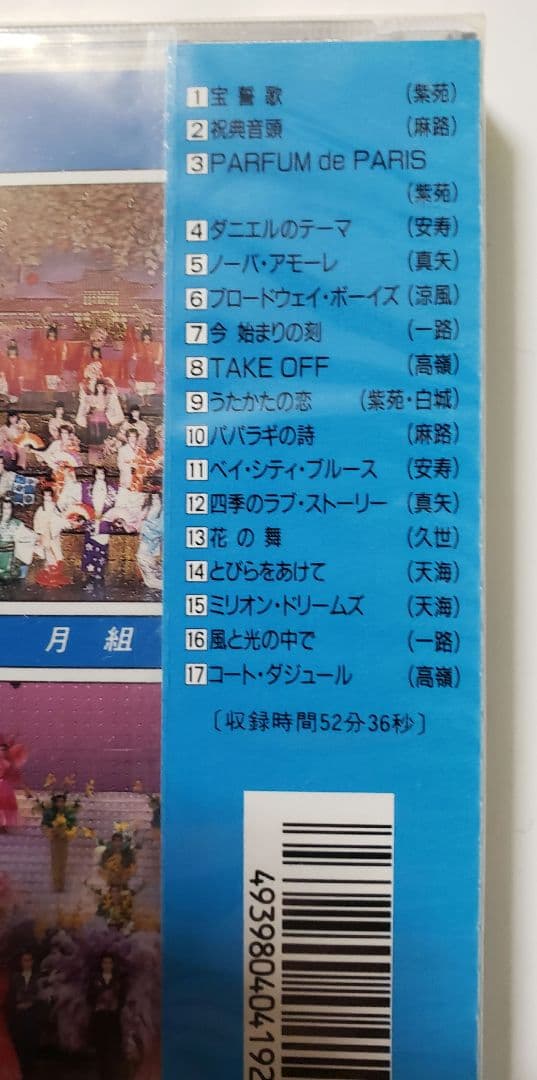 1 宝誓歌 (紫苑)
2 祝典音頭 (麻路)
3 PARFUM de PARIS
(紫苑)
4 ダニエルのテーマ (安寿)
5 ノーバ・アモーレ (真矢)
6 ブロードウェイ・ボーイズ (涼風)
7 今 始まりの刻 (一路)
8 TAKE OFF (高嶺)
9 うたかたの恋 (紫苑・白城)
10 パパラギの詩 (麻路)
11 ベイ・シティ・ブルース (安寿)
12 四季のラブ・ストーリー (真矢)
13 花の舞 (久世)
14 とびらをあけて (天海)
15 ミリオン・ドリームズ (天海)
16 風と光の中で (一路)
17 コート・ダジュール (高嶺)
〔収録時間52分36秒〕
月組
4939804041 92